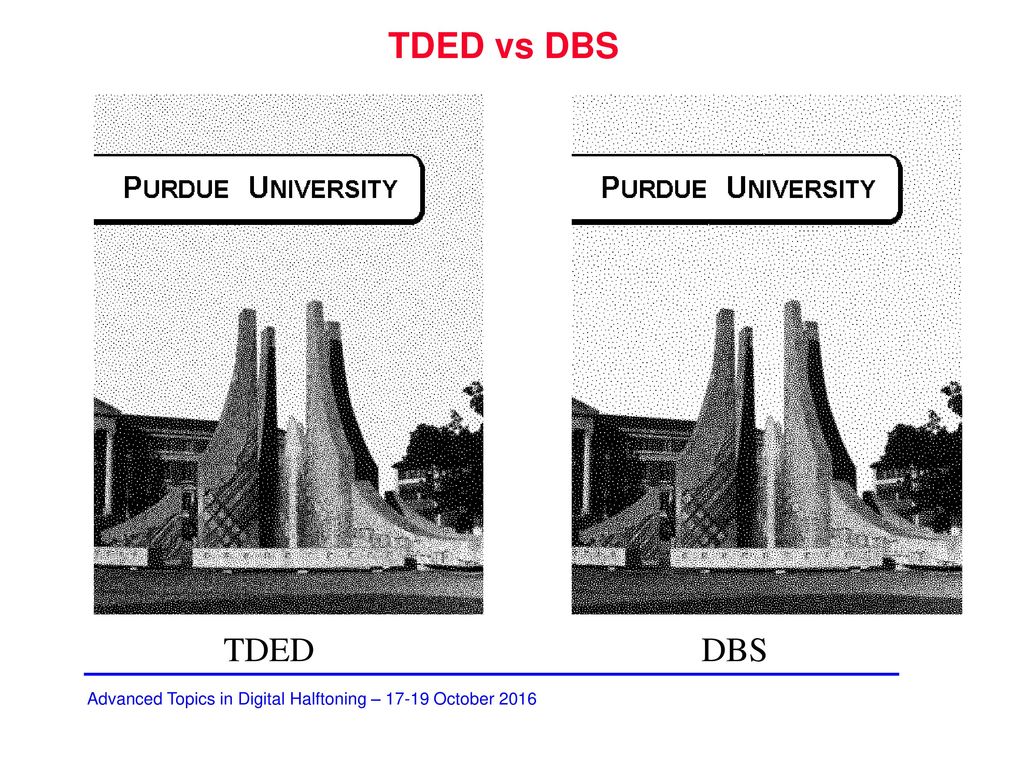 TDED vs DBS
PURDUE UNIVERSITY
PURDUE UNIVERSITY
TDED
DBS
Advanced Topics in Digital Halftoning – 17-19 October 2016